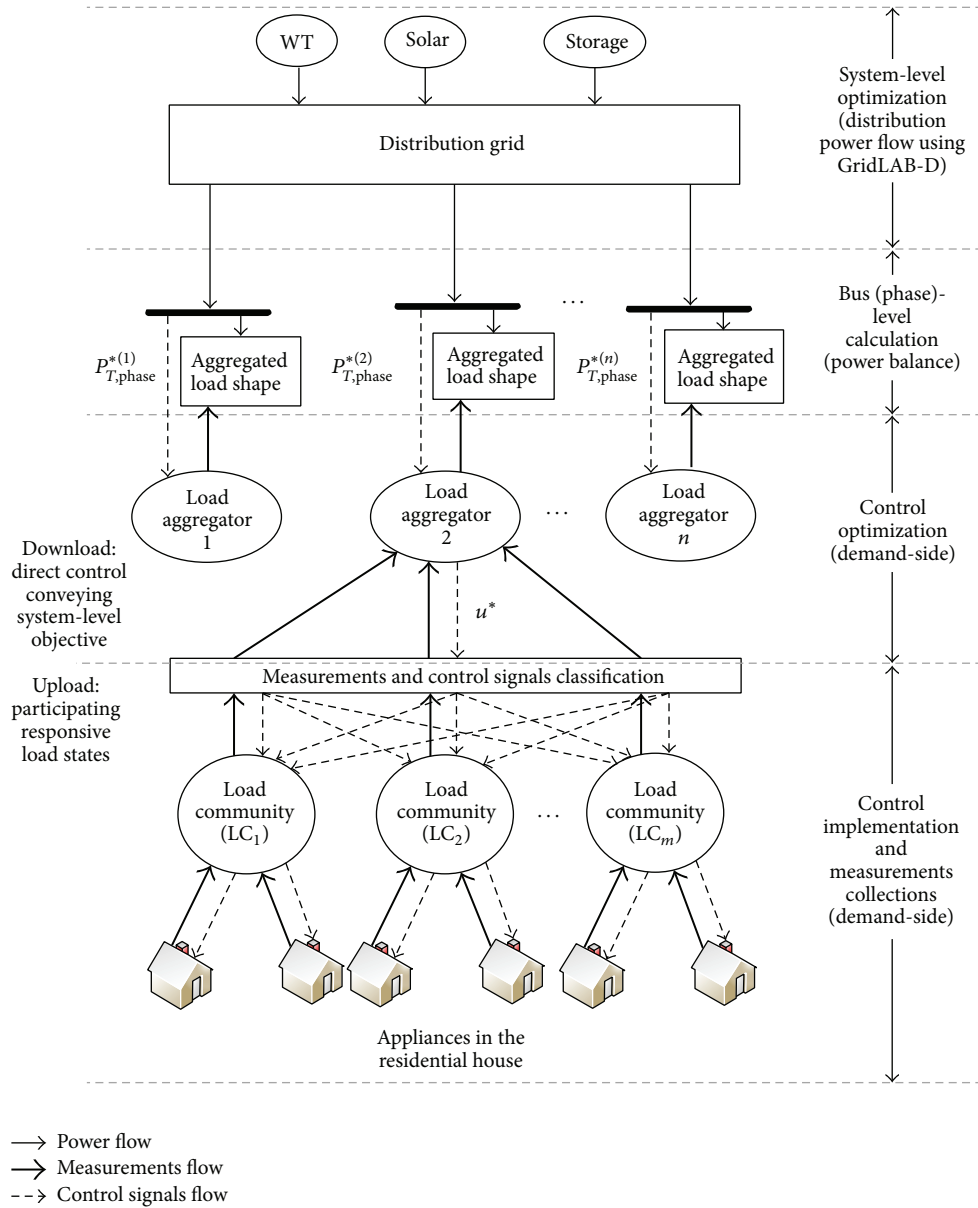 WT
Solar
Storage
System-level
optimization
(distribution
power flow using
GridLAB-D)
Distribution grid
Bus (phase)-
level
calculation
(power balance)
...
P*(1)T,phase
Aggregated
load shape
P*(2)T,phase
Aggregated
load shape
P*(n)T,phase
Aggregated
load shape
Load
aggregator
1
Load
aggregator
2
...
Load
aggregator
n
Control
optimization
(demand-side)
Download:
direct control
conveying
system-level
objective
u*
Measurements and control signals classification
Upload:
participating
responsive
load states
Load
community
(LC1)
Load
community
(LC2)
...
Load
community
(LCm)
Control
implementation
and
measurements
collections
(demand-side)
Appliances in the
residential house
Power flow
Measurements flow
Control signals flow